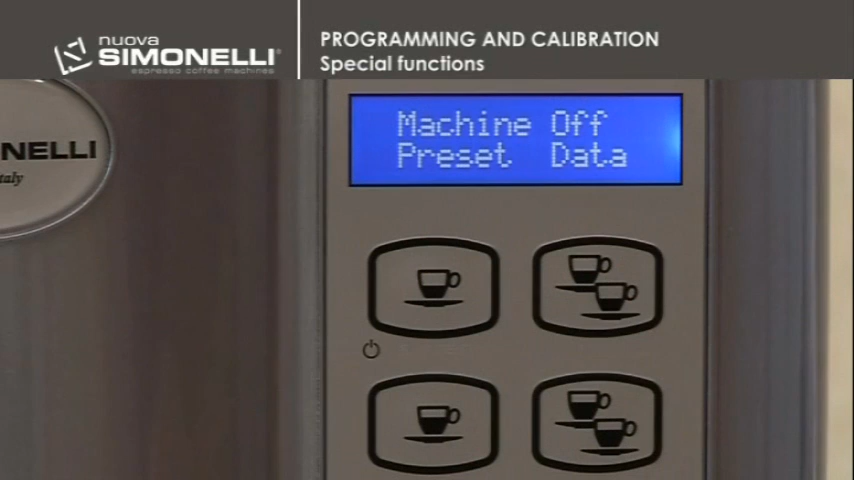 nuova
SIMONELLI®
espresso coffee machines
PROGRAMMING AND CALIBRATION
Special functions
NELLI
taly
Machine Off
Preset Data